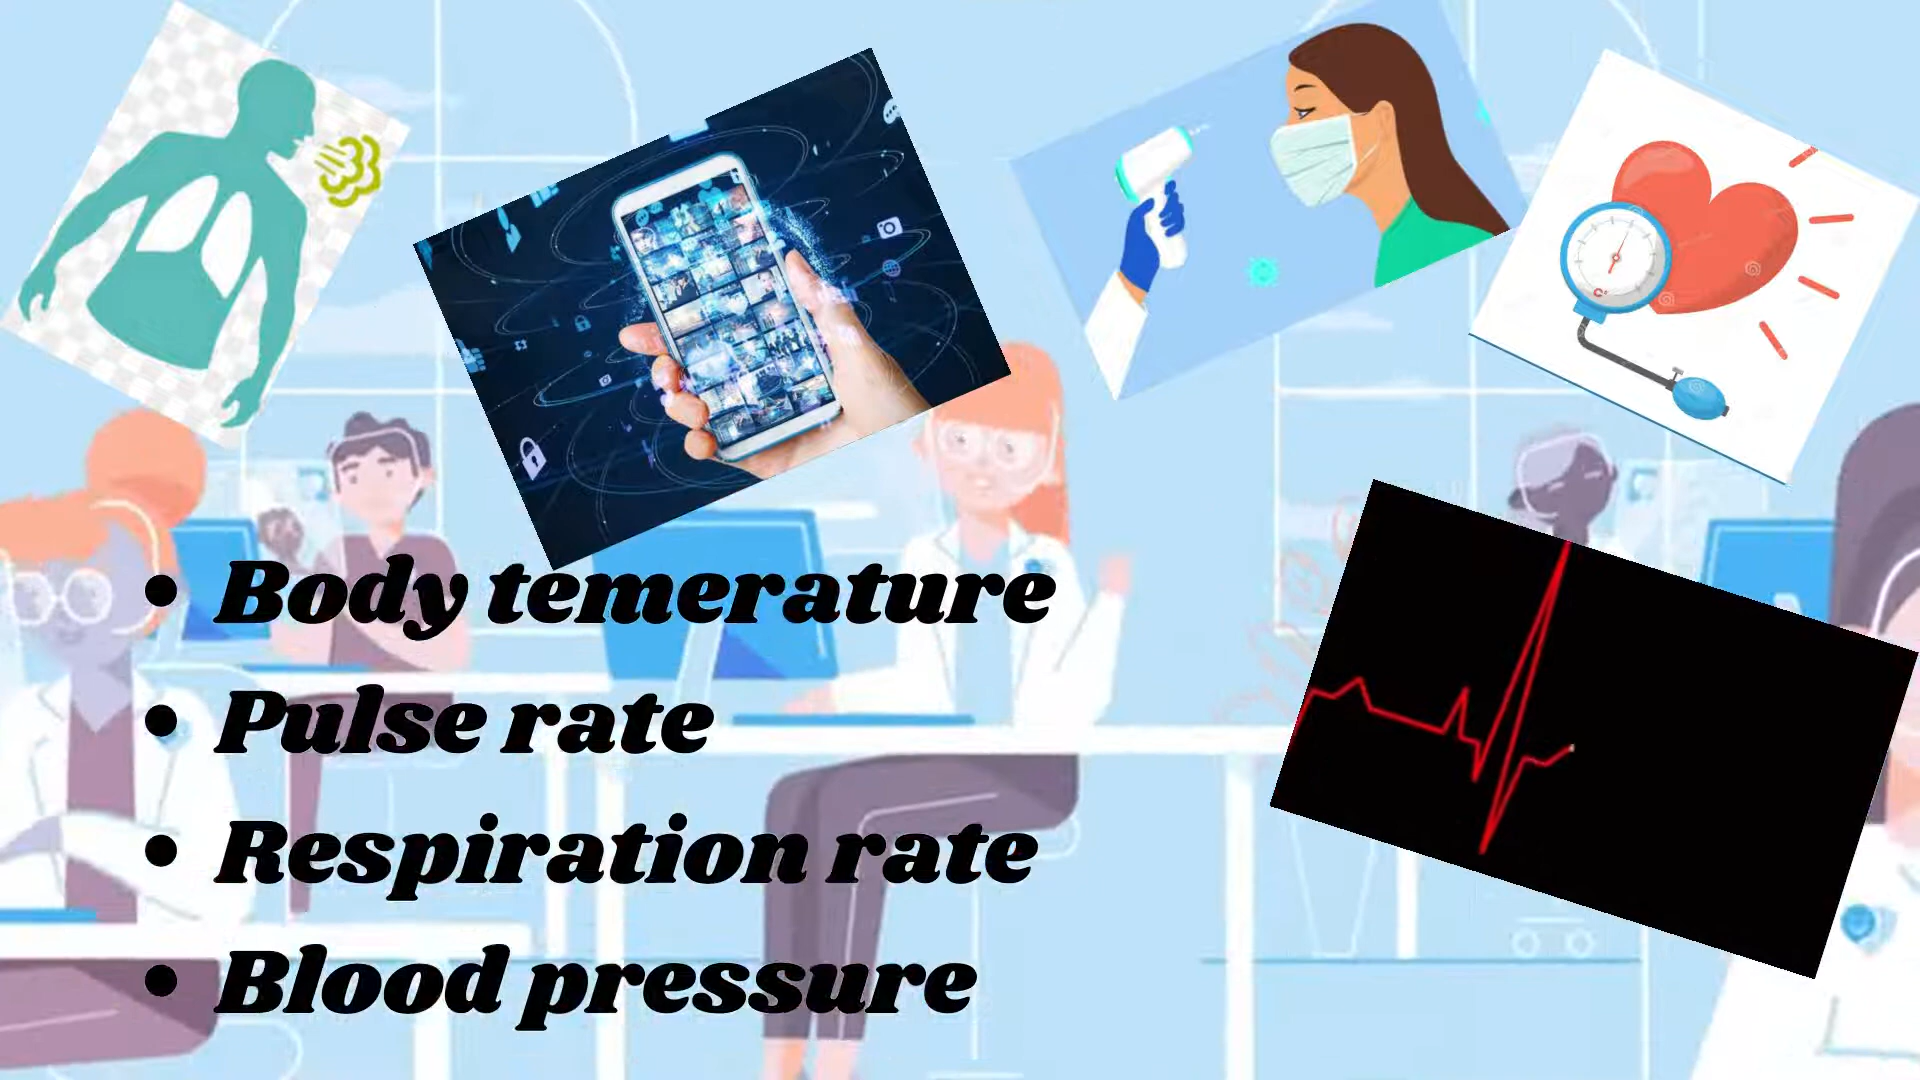 • Body temerature
• Pulse rate
• Respiration rate
• Blood pressure